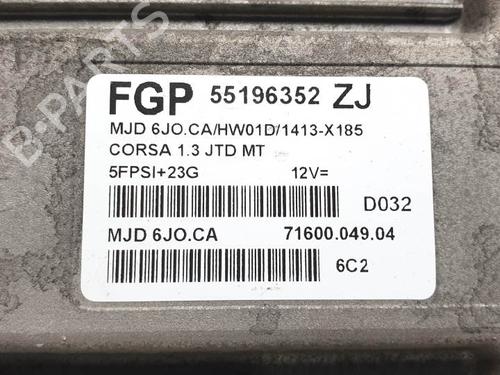 FGP 55196352 ZJ
MJD 6JO.CA/HW01D/1413-X185
CORSA 1.3 JTD MT
5FPSI+23G 12V=
D032
MJD 6JO.CA 71600.049.04
6C2
B-PARTS